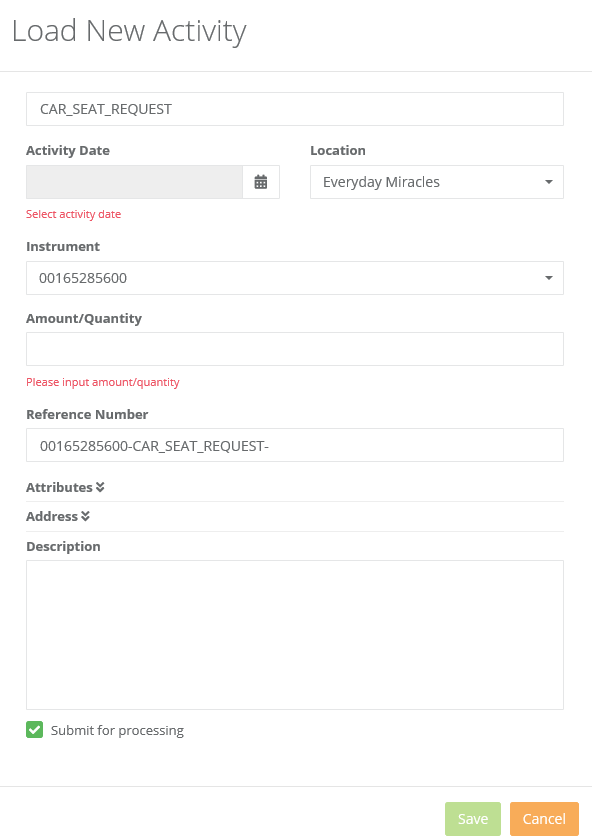 Load New Activity
CAR_SEAT_REQUEST
Activity Date
Location
Everyday Miracles
Select activity date
Instrument
00165285600
Amount/Quantity
Please input amount/quantity
Reference Number
00165285600-CAR_SEAT_REQUEST-
Attributes
Address
Description
Submit for processing
Save
Cancel